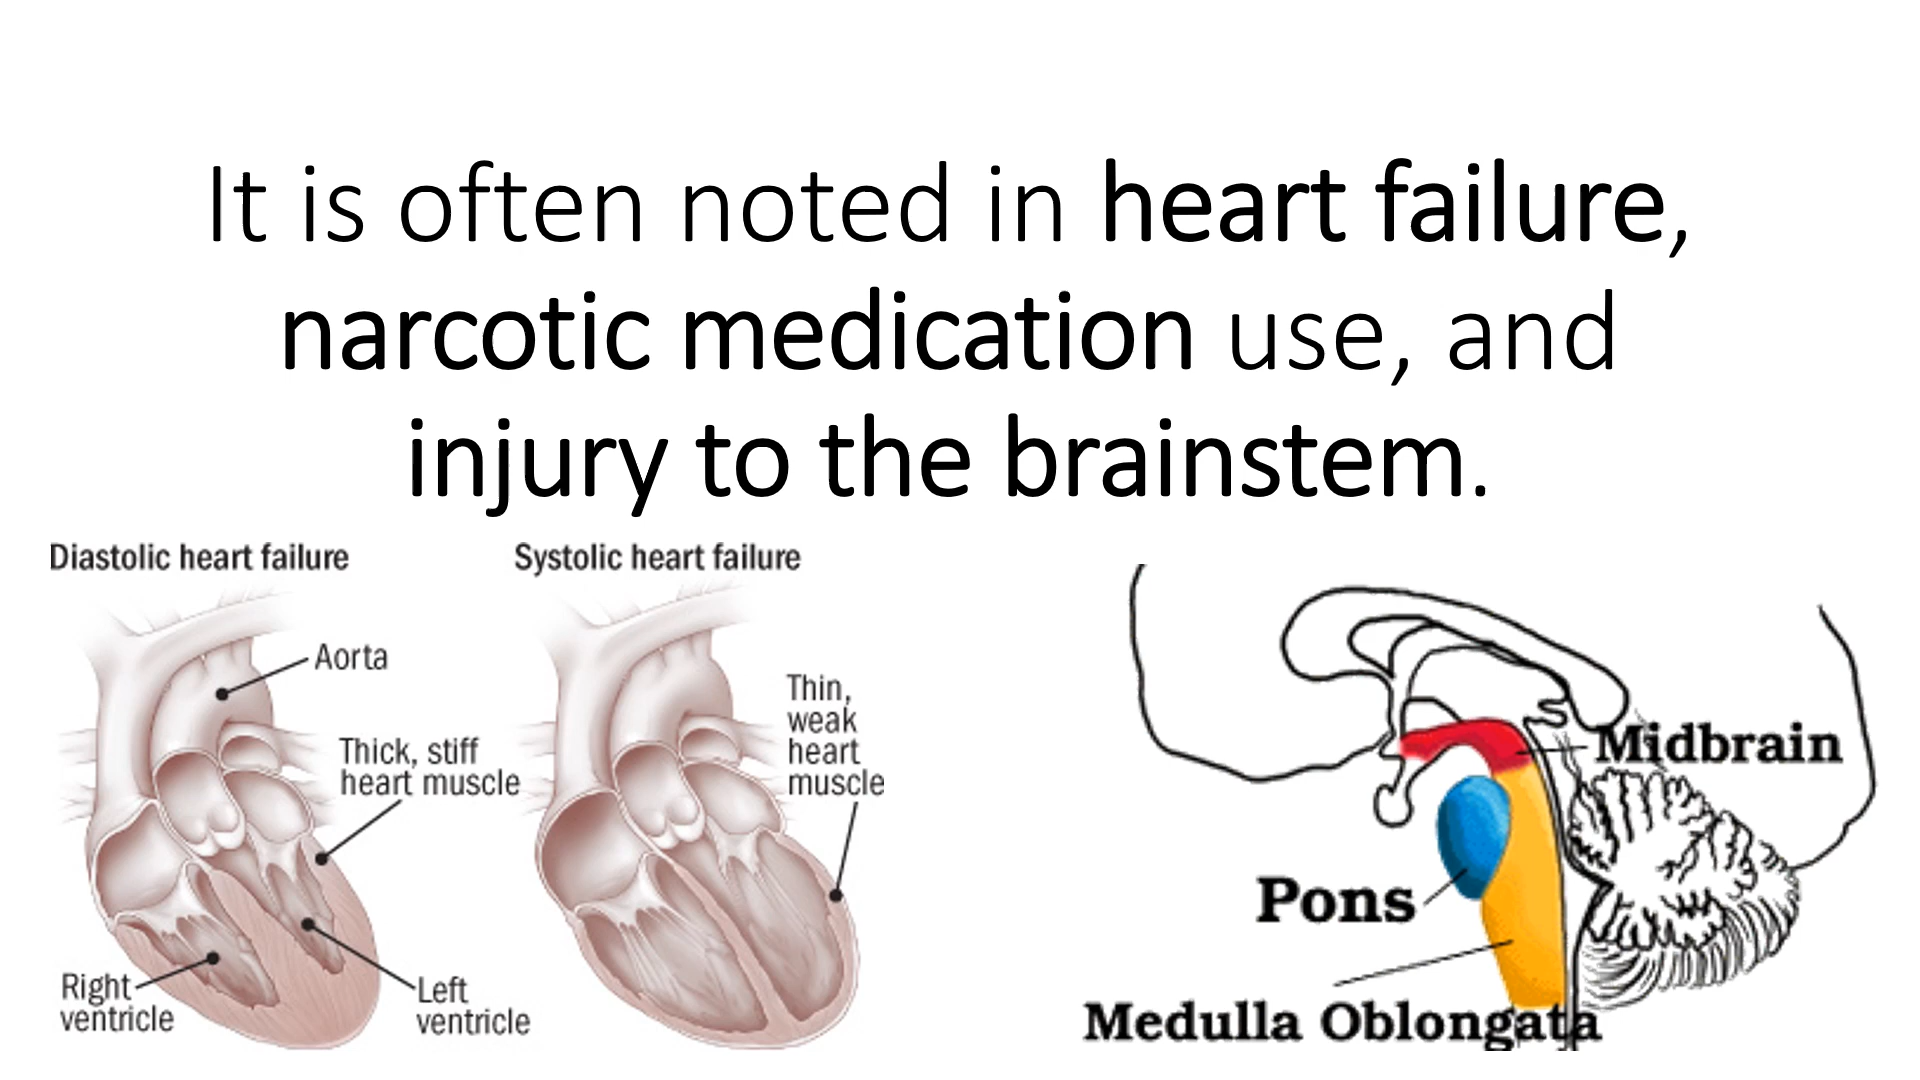 It is often noted in heart failure,
narcotic medication use, and
injury to the brainstem.
Diastolic heart failure
Aorta
Thick, stiff
heart muscle
Right
ventricle
Left
ventricle
Systolic heart failure
Thin,
weak
heart
muscle
Midbrain
Pons
Medulla Oblongata